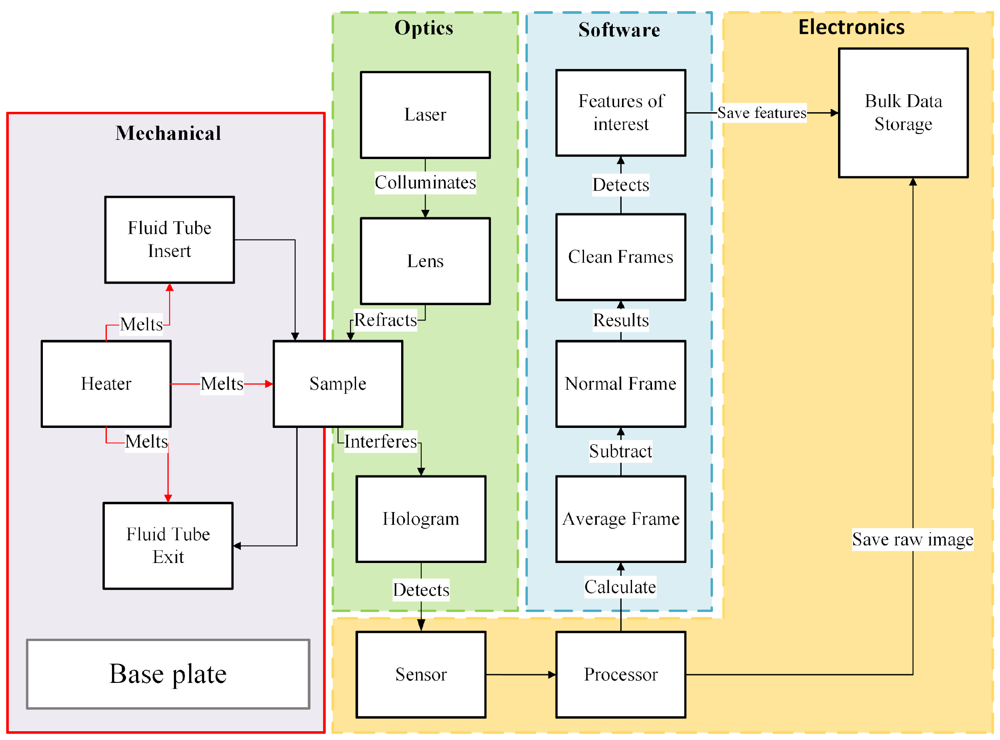 Mechanical
Fluid Tube
Insert
Melts
Heater
Melts
Melts
Fluid Tube
Exit
Base plate
Optics
Laser
Colluminates
Lens
Refracts
Sample
Interferes
Hologram
Detects
Software
Features of
interest
Detects
Clean Frames
Results
Normal Frame
Subtract
Average Frame
Calculate
Electronics
Save features
Bulk Data
Storage
Save raw image
Sensor
Processor